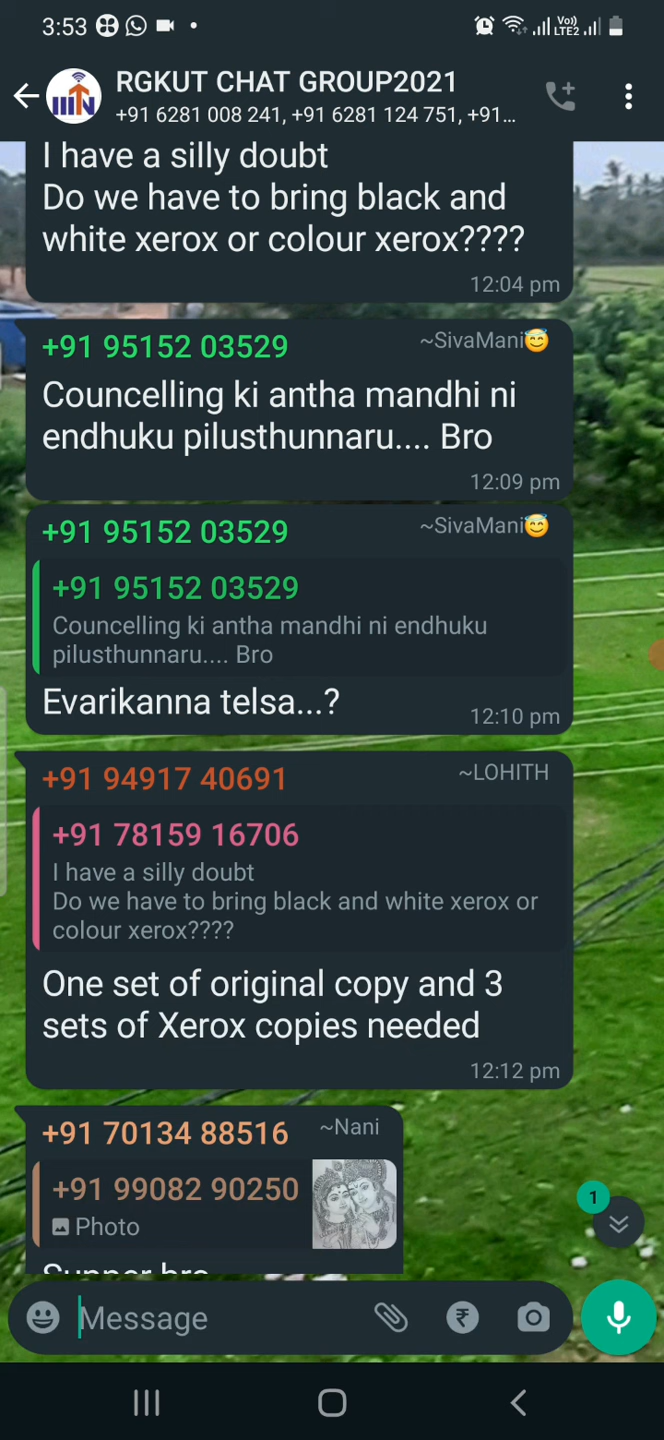 3:53
Vo)) LTE2
RGKUT CHAT GROUP2021
+91 6281 008 241, +91 6281 124 751, +91...
I have a silly doubt
Do we have to bring black and
white xerox or colour xerox????
12:04 pm
+91 95152 03529 ~SivaMani😇
Councelling ki antha mandhi ni
endhuku pilusthunnaru.... Bro
12:09 pm
+91 95152 03529 ~SivaMani😇
+91 95152 03529
Councelling ki antha mandhi ni endhuku
pilusthunnaru.... Bro
Evarikanna telsa...?
12:10 pm
+91 94917 40691 ~LOHITH
+91 78159 16706
I have a silly doubt
Do we have to bring black and white xerox or
colour xerox????
One set of original copy and 3
sets of Xerox copies needed
12:12 pm
+91 70134 88516 ~Nani
+91 99082 90250
Photo
Supper bro
1
Message